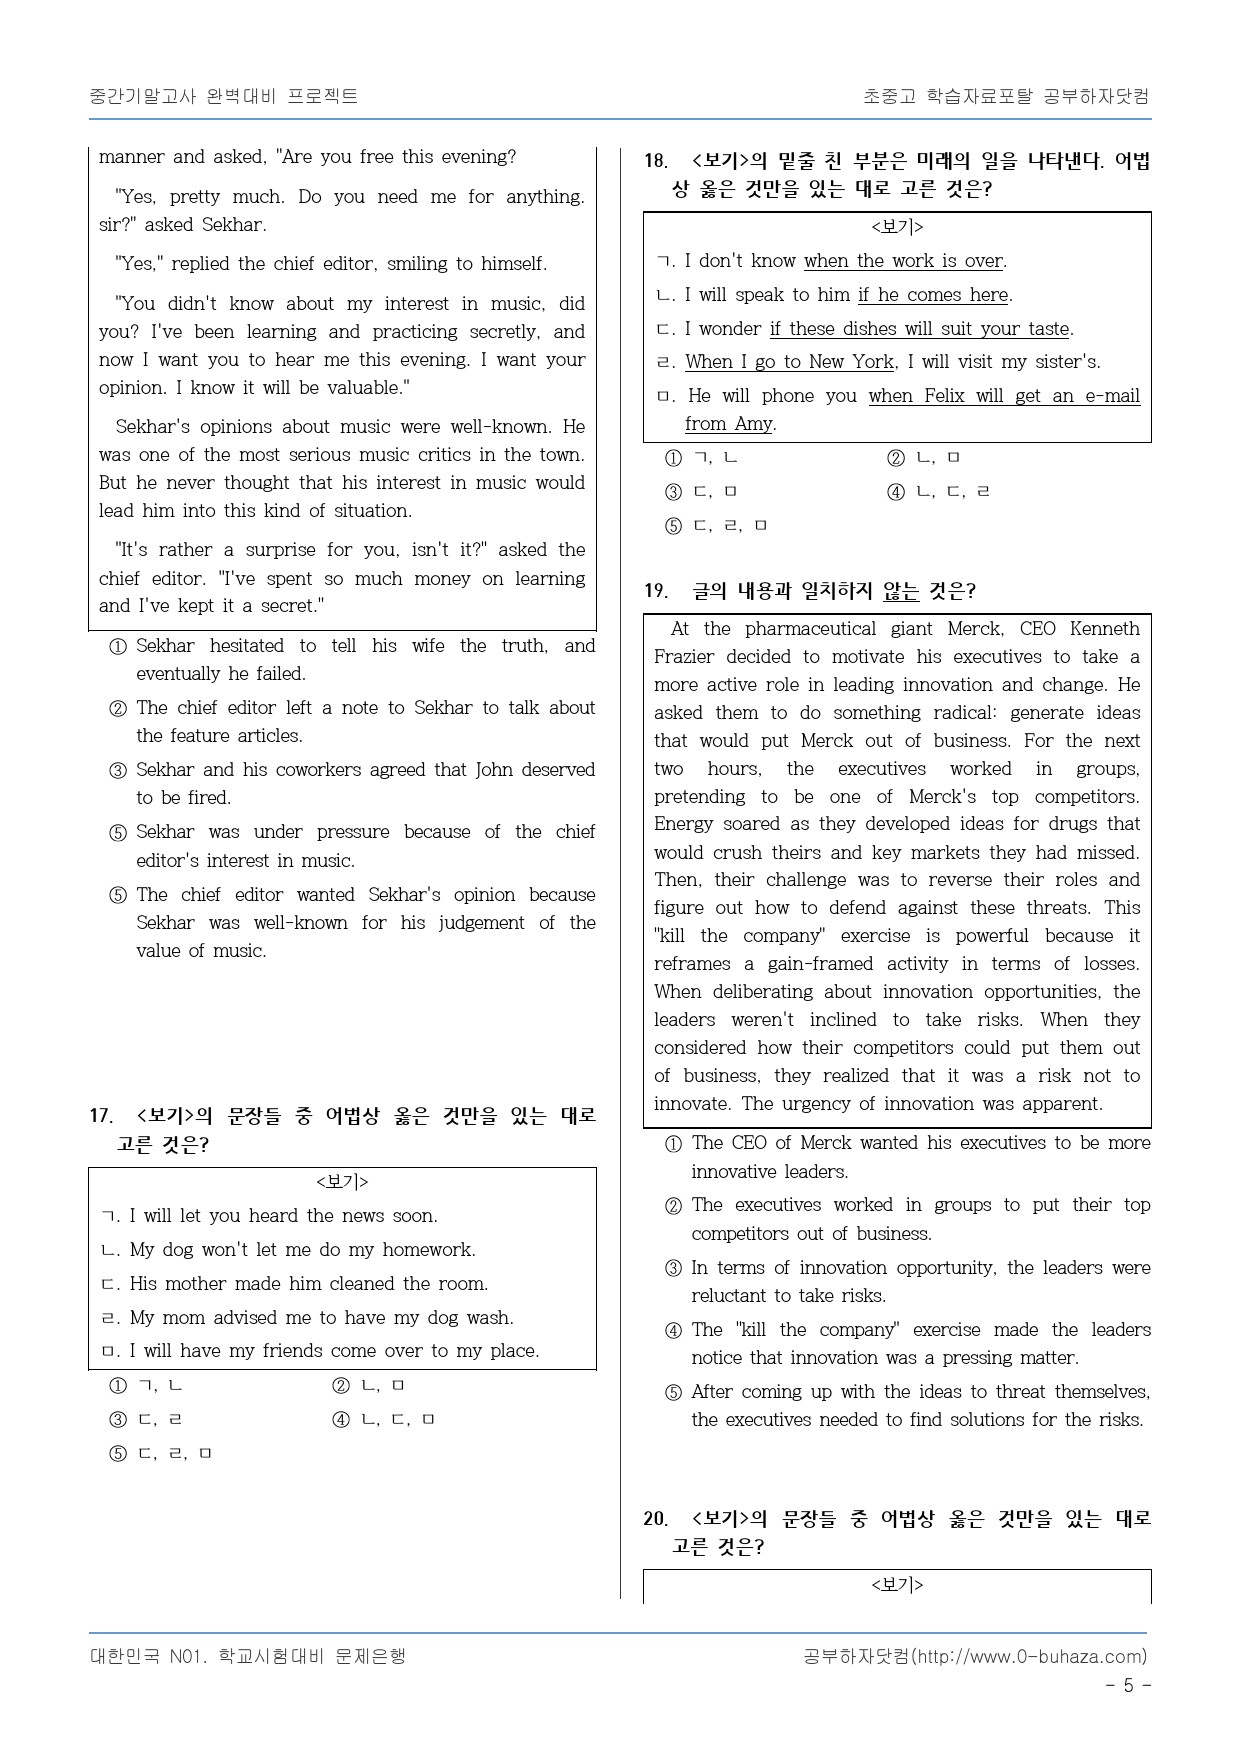 중간기말고사 완벽대비 프로젝트
초중고 학습자료포탈 공부하자닷컴
manner and asked, "Are you free this evening?
"Yes, pretty much. Do you need me for anything.
sir?" asked Sekhar.
"Yes," replied the chief editor, smiling to himself.
"You didn't know about my interest in music, did
you? I've been learning and practicing secretly, and
now I want you to hear me this evening. I want your
opinion. I know it will be valuable."
Sekhar's opinions about music were well-known. He
was one of the most serious music critics in the town.
But he never thought that his interest in music would
lead him into this kind of situation.
"It's rather a surprise for you, isn't it?" asked the
chief editor. "I've spent so much money on learning
and I've kept it a secret."
① Sekhar hesitated to tell his wife the truth, and
eventually he failed.
② The chief editor left a note to Sekhar to talk about
the feature articles.
③ Sekhar and his coworkers agreed that John deserved
to be fired.
⑤ Sekhar was under pressure because of the chief
editor's interest in music.
⑤ The chief editor wanted Sekhar's opinion because
Sekhar was well-known for his judgement of the
value of music.
17. <보기>의 문장들 중 어법상 옳은 것만을 있는 대로
고른 것은?
<보기>
ㄱ. I will let you heard the news soon.
ㄴ. My dog won't let me do my homework.
ㄷ. His mother made him cleaned the room.
ㄹ. My mom advised me to have my dog wash.
ㅁ. I will have my friends come over to my place.
① ㄱ, ㄴ ② ㄴ, ㅁ
③ ㄷ, ㄹ ④ ㄴ, ㄷ, ㅁ
⑤ ㄷ, ㄹ, ㅁ
18. <보기>의 밑줄 친 부분은 미래의 일을 나타낸다. 어법
상 옳은 것만을 있는 대로 고른 것은?
<보기>
ㄱ. I don't know when the work is over.
ㄴ. I will speak to him if he comes here.
ㄷ. I wonder if these dishes will suit your taste.
ㄹ. When I go to New York, I will visit my sister's.
ㅁ. He will phone you when Felix will get an e-mail
from Amy.
① ㄱ, ㄴ ② ㄴ, ㅁ
③ ㄷ, ㅁ ④ ㄴ, ㄷ, ㄹ
⑤ ㄷ, ㄹ, ㅁ
19. 글의 내용과 일치하지 않는 것은?
At the pharmaceutical giant Merck, CEO Kenneth
Frazier decided to motivate his executives to take a
more active role in leading innovation and change. He
asked them to do something radical: generate ideas
that would put Merck out of business. For the next
two hours, the executives worked in groups,
pretending to be one of Merck's top competitors.
Energy soared as they developed ideas for drugs that
would crush theirs and key markets they had missed.
Then, their challenge was to reverse their roles and
figure out how to defend against these threats. This
"kill the company" exercise is powerful because it
reframes a gain-framed activity in terms of losses.
When deliberating about innovation opportunities, the
leaders weren't inclined to take risks. When they
considered how their competitors could put them out
of business, they realized that it was a risk not to
innovate. The urgency of innovation was apparent.
① The CEO of Merck wanted his executives to be more
innovative leaders.
② The executives worked in groups to put their top
competitors out of business.
③ In terms of innovation opportunity, the leaders were
reluctant to take risks.
④ The "kill the company" exercise made the leaders
notice that innovation was a pressing matter.
⑤ After coming up with the ideas to threat themselves,
the executives needed to find solutions for the risks.
20. <보기>의 문장들 중 어법상 옳은 것만을 있는 대로
고른 것은?
<보기>
대한민국 N01. 학교시험대비 문제은행
공부하자닷컴(http://www.0-buhaza.com)
- 5 -